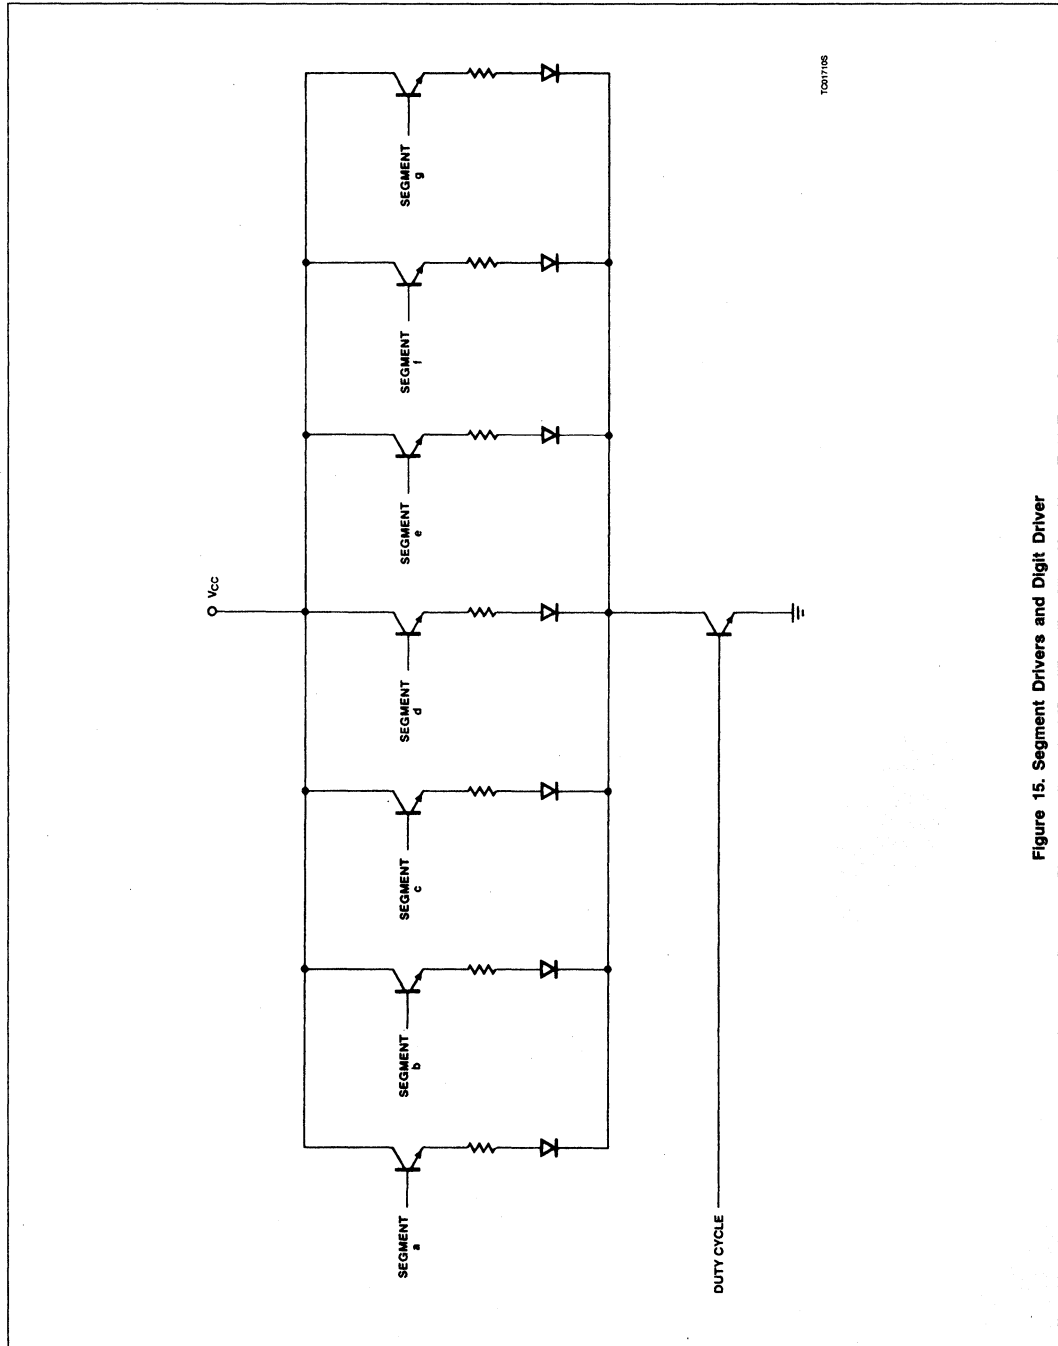 VCC
SEGMENT
a
SEGMENT
b
SEGMENT
c
SEGMENT
d
SEGMENT
e
SEGMENT
f
SEGMENT
g
DUTY CYCLE
TC01710S
Figure 15. Segment Drivers and Digit Driver